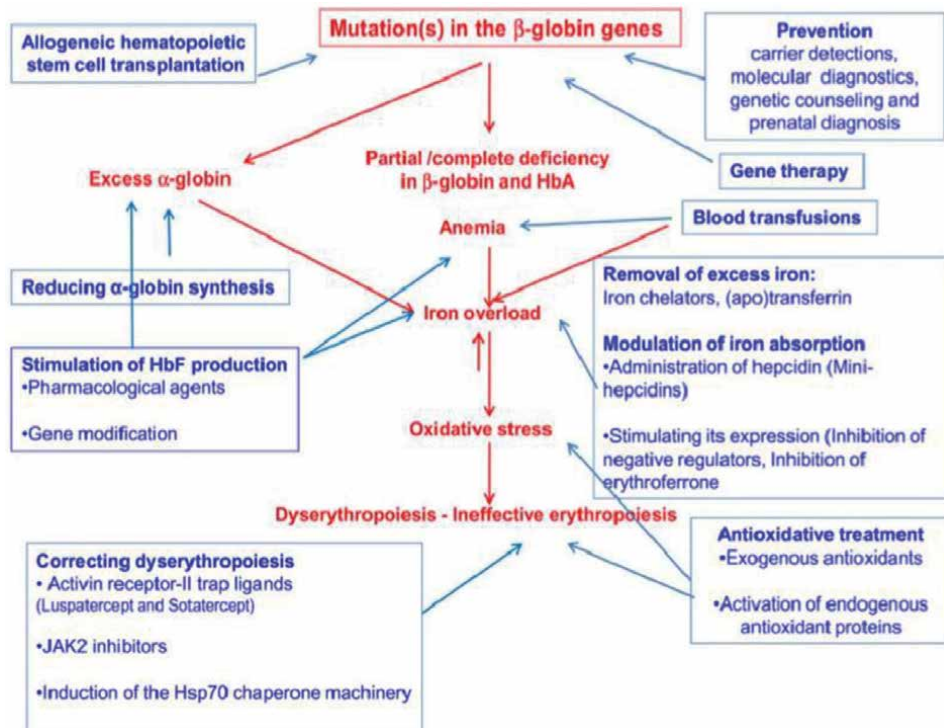 Mutation(s) in the β-globin genes
Allogeneic hematopoietic
stem cell transplantation
Prevention
carrier detections,
molecular diagnostics,
genetic counseling and
prenatal diagnosis
Partial /complete deficiency
in β-globin and HbA
Gene therapy
Excess α-globin
Blood transfusions
Anemia
Reducing α-globin synthesis
Removal of excess iron:
Iron chelators, (apo)transferrin
Iron overload
Modulation of iron absorption
•Administration of hepcidin (Mini-
hepcidins)
•Stimulating its expression (Inhibition of
negative regulators, Inhibition of
erythroferrone
Stimulation of HbF production
•Pharmacological agents
•Gene modification
Oxidative stress
Dyserythropoiesis - Ineffective erythropoiesis
Correcting dyserythropoiesis
• Activin receptor-II trap ligands
(Luspatercept and Sotatercept)
•JAK2 inhibitors
•Induction of the Hsp70 chaperone machinery
Antioxidative treatment
•Exogenous antioxidants
•Activation of endogenous
antioxidant proteins